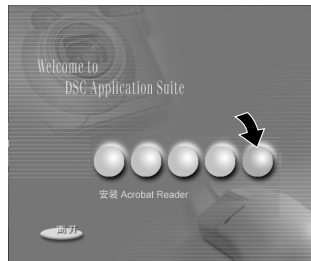 Welcome to
DSC Application Suite
安装 Acrobat Reader
离开